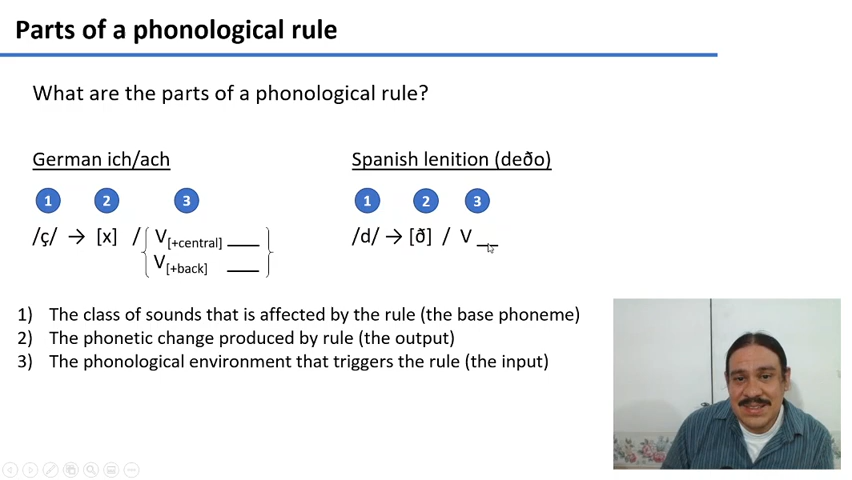 Parts of a phonological rule
What are the parts of a phonological rule?
German ich/ach
1 2 3
/ç/ → [x] / { V[+central] ___
V[+back] ___ }
Spanish lenition (deðo)
1 2 3
/d/ → [ð] / V __
1) The class of sounds that is affected by the rule (the base phoneme)
2) The phonetic change produced by rule (the output)
3) The phonological environment that triggers the rule (the input)